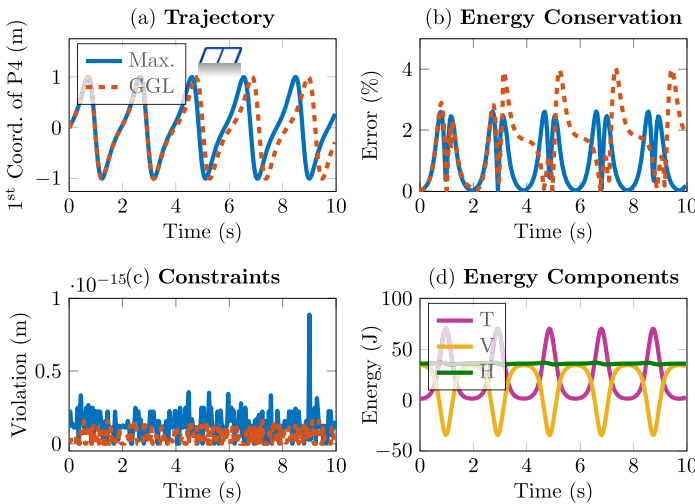 (a) Trajectory
1
0
−1
0 2 4 6 8 10
Time (s)
1st Coord. of P4 (m)
Max.
GGL
(b) Energy Conservation
4
2
0
0 2 4 6 8 10
Time (s)
Error (%)
·10−15
(c) Constraints
1
0.5
0
0 2 4 6 8 10
Time (s)
Violation (m)
(d) Energy Components
100
50
0
−50
0 2 4 6 8 10
Time (s)
Energy (J)
T
V
H